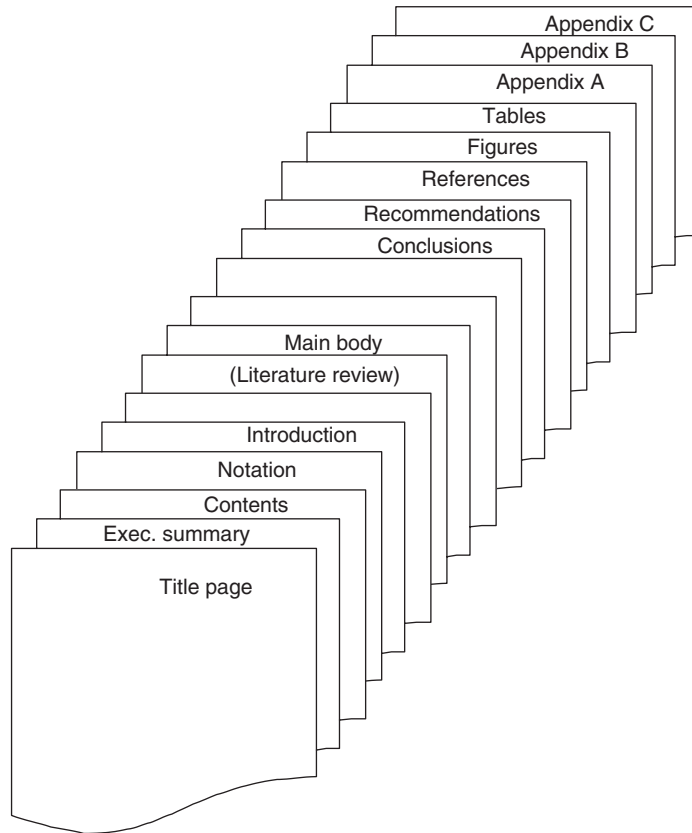 Appendix C
Appendix B
Appendix A
Tables
Figures
References
Recommendations
Conclusions
Main body
(Literature review)
Introduction
Notation
Contents
Exec. summary
Title page